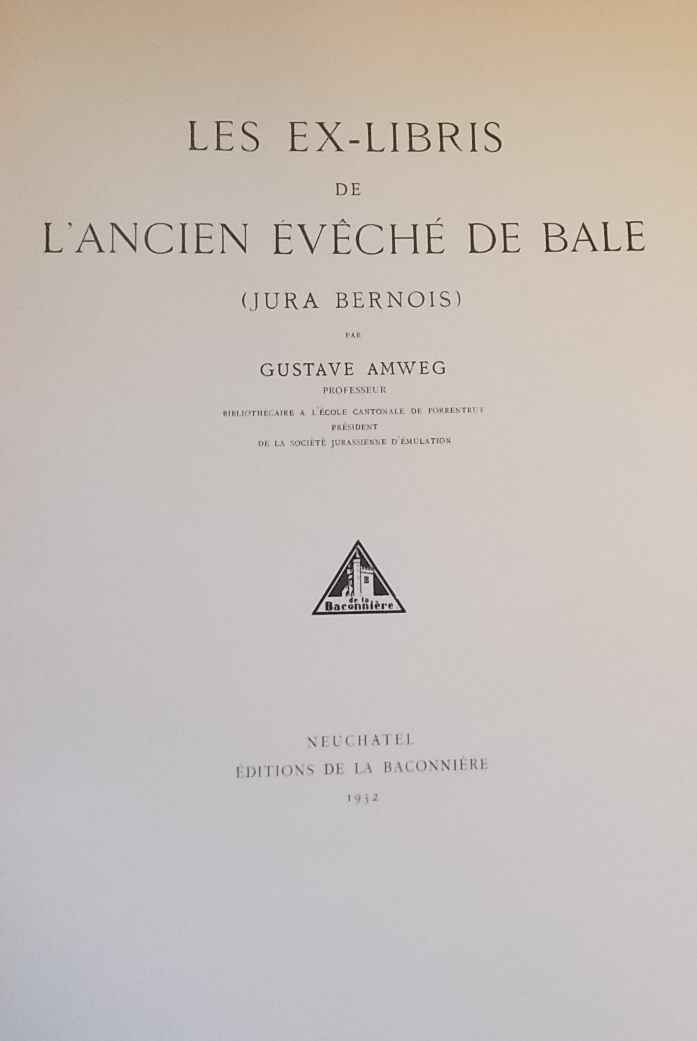 LES EX-LIBRIS
DE
L'ANCIEN ÉVÊCHÉ DE BALE
(JURA BERNOIS)
PAR
GUSTAVE AMWEG
PROFESSEUR
BIBLIOTHÉCAIRE A L'ÉCOLE CANTONALE DE PORRENTRUY
PRÉSIDENT
DE LA SOCIÉTÉ JURASSIENNE D'ÉMULATION
de la
Baconnière
NEUCHATEL
ÉDITIONS DE LA BACONNIÈRE
1932